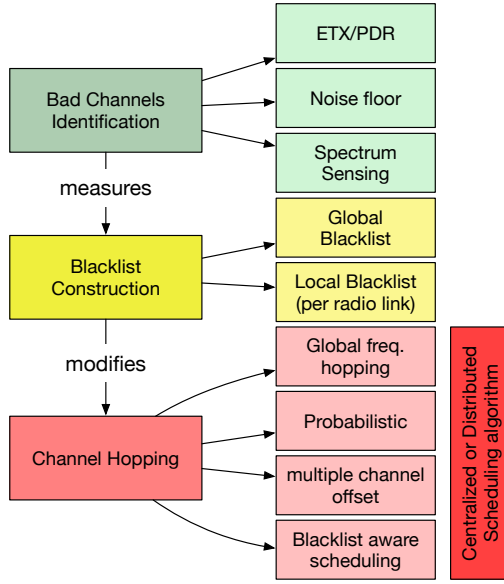 ETX/PDR
Bad Channels
Identification
Noise floor
Spectrum
Sensing
measures
Global
Blacklist
Blacklist
Construction
Local Blacklist
(per radio link)
modifies
Global freq.
hopping
Probabilistic
Channel Hopping
multiple channel
offset
Blacklist aware
scheduling
Centralized or Distributed
Scheduling algorithm